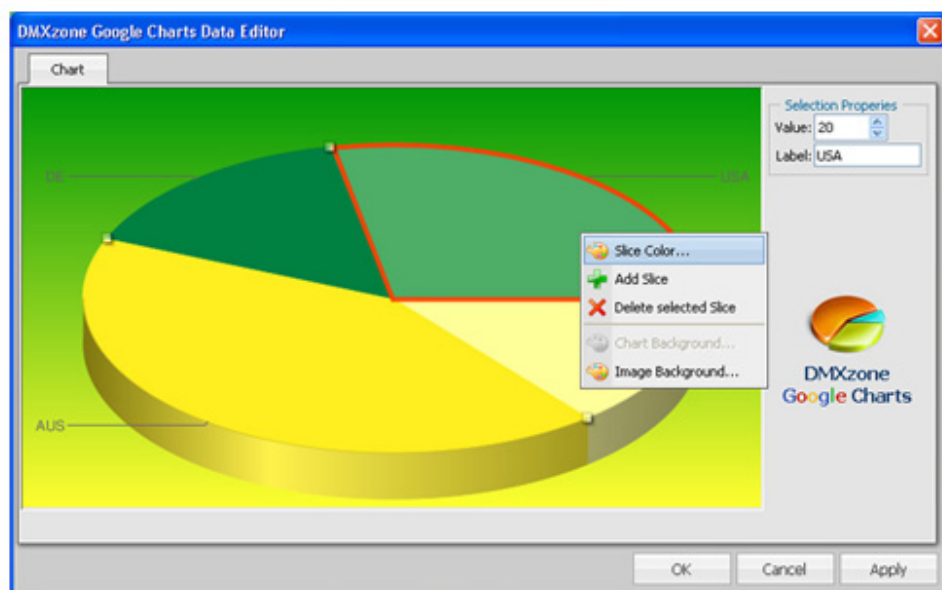 DMXzone Google Charts Data Editor
Chart
Selection Properies
Value: 20
Label: USA
DE
USA
AUS
Slice Color...
Add Slice
Delete selected Slice
Chart Background...
Image Background...
DMXzone
Google Charts
OK
Cancel
Apply